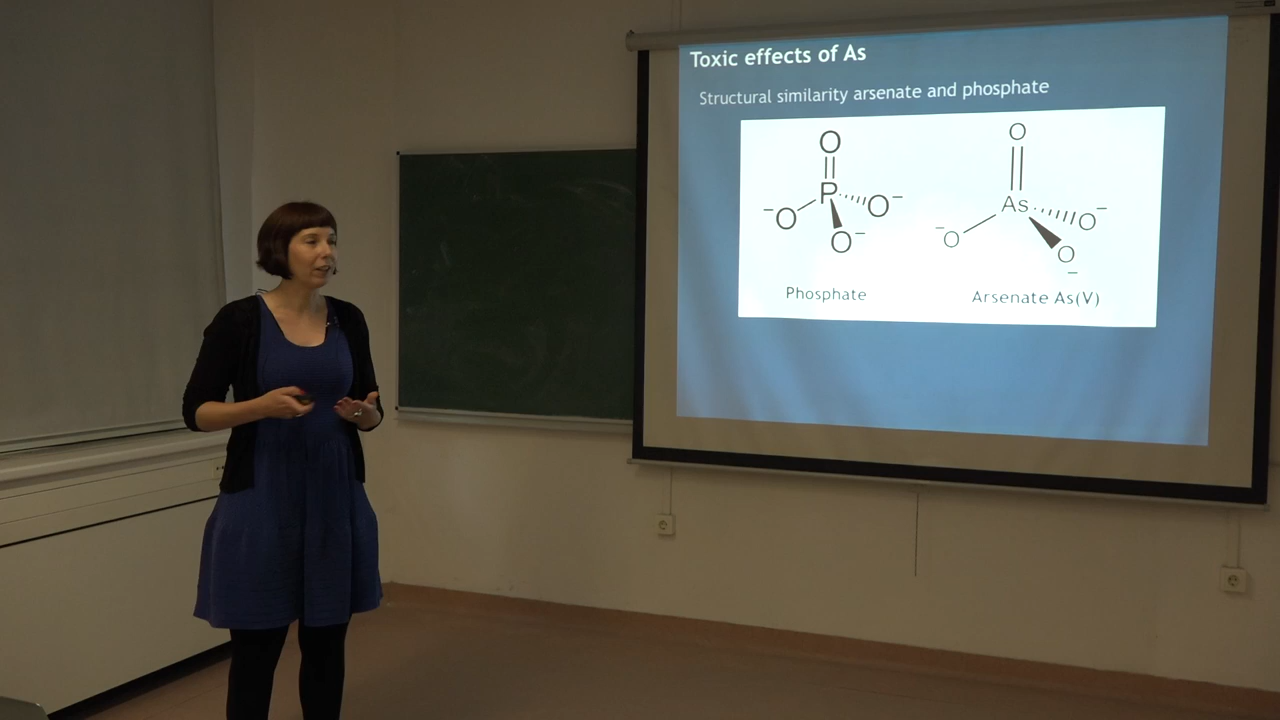 Toxic effects of As
Structural similarity arsenate and phosphate
O
P
⁻O
O⁻
O⁻
Phosphate
O
As
⁻O
O⁻
O⁻
Arsenate As(V)